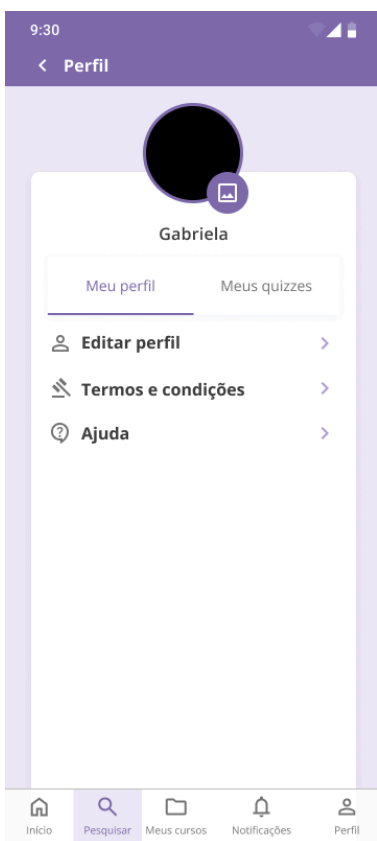 9:30
Perfil
Gabriela
Meu perfil Meus quizzes
Editar perfil
Termos e condições
Ajuda
Início Pesquisar Meus cursos Notificações Perfil